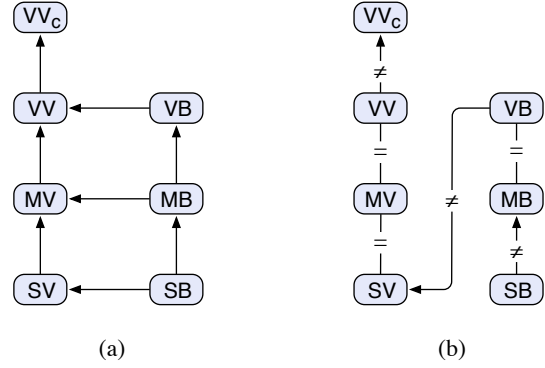 VVc VVc
≠
VV VB VV VB
= =
MV MB MV ≠ MB
= ≠
SV SB SV SB
(a) (b)